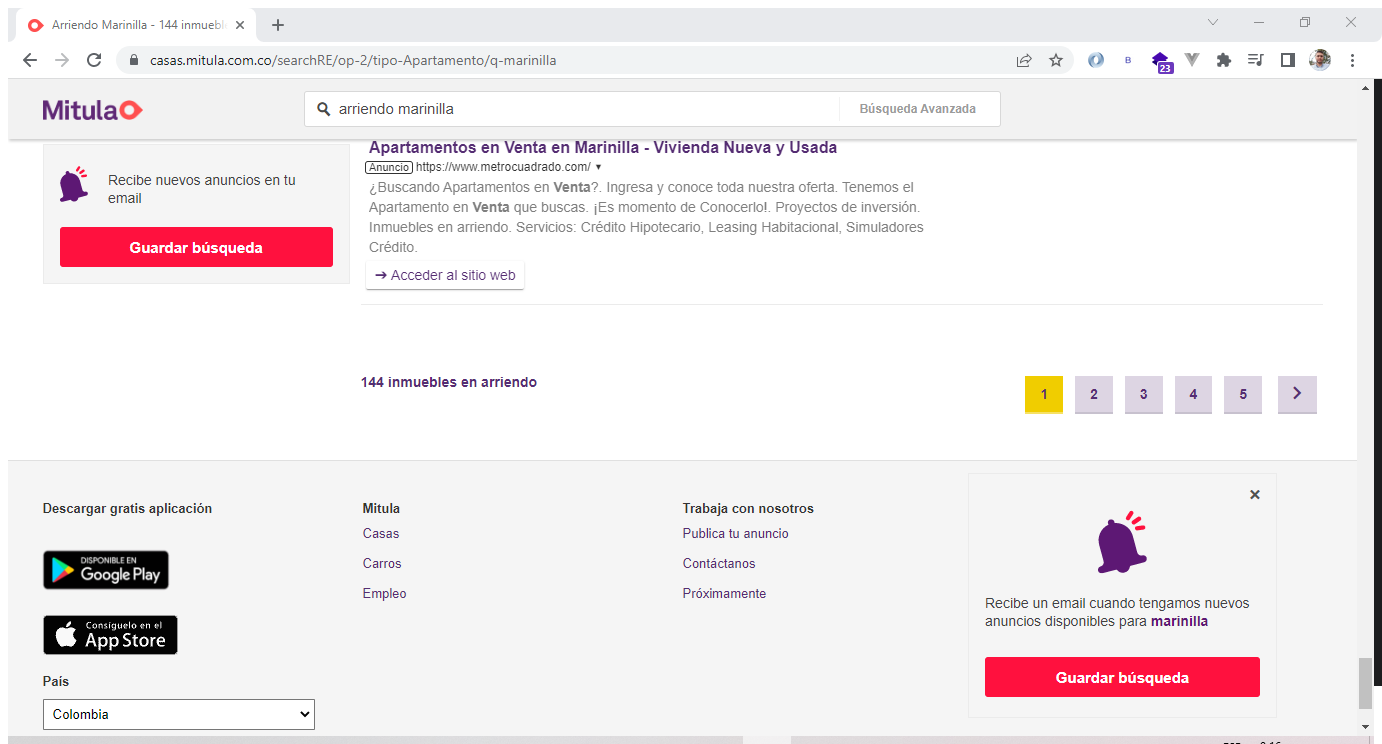 Arriendo Marinilla - 144 inmuebl
casas.mitula.com.co/searchRE/op-2/tipo-Apartamento/q-marinilla
B
23
Mitula
arriendo marinilla
Búsqueda Avanzada
Recibe nuevos anuncios en tu
email
Guardar búsqueda
Apartamentos en Venta en Marinilla - Vivienda Nueva y Usada
Anuncio https://www.metrocuadrado.com/
¿Buscando Apartamentos en Venta?. Ingresa y conoce toda nuestra oferta. Tenemos el
Apartamento en Venta que buscas. ¡Es momento de Conocerlo!. Proyectos de inversión.
Inmuebles en arriendo. Servicios: Crédito Hipotecario, Leasing Habitacional, Simuladores
Crédito.
➔ Acceder al sitio web
144 inmuebles en arriendo
1 2 3 4 5
Descargar gratis aplicación
DISPONIBLE EN
Google Play
Consíguelo en el
App Store
País
Colombia
Mitula
Casas
Carros
Empleo
Trabaja con nosotros
Publica tu anuncio
Contáctanos
Próximamente
Recibe un email cuando tengamos nuevos
anuncios disponibles para marinilla
Guardar búsqueda